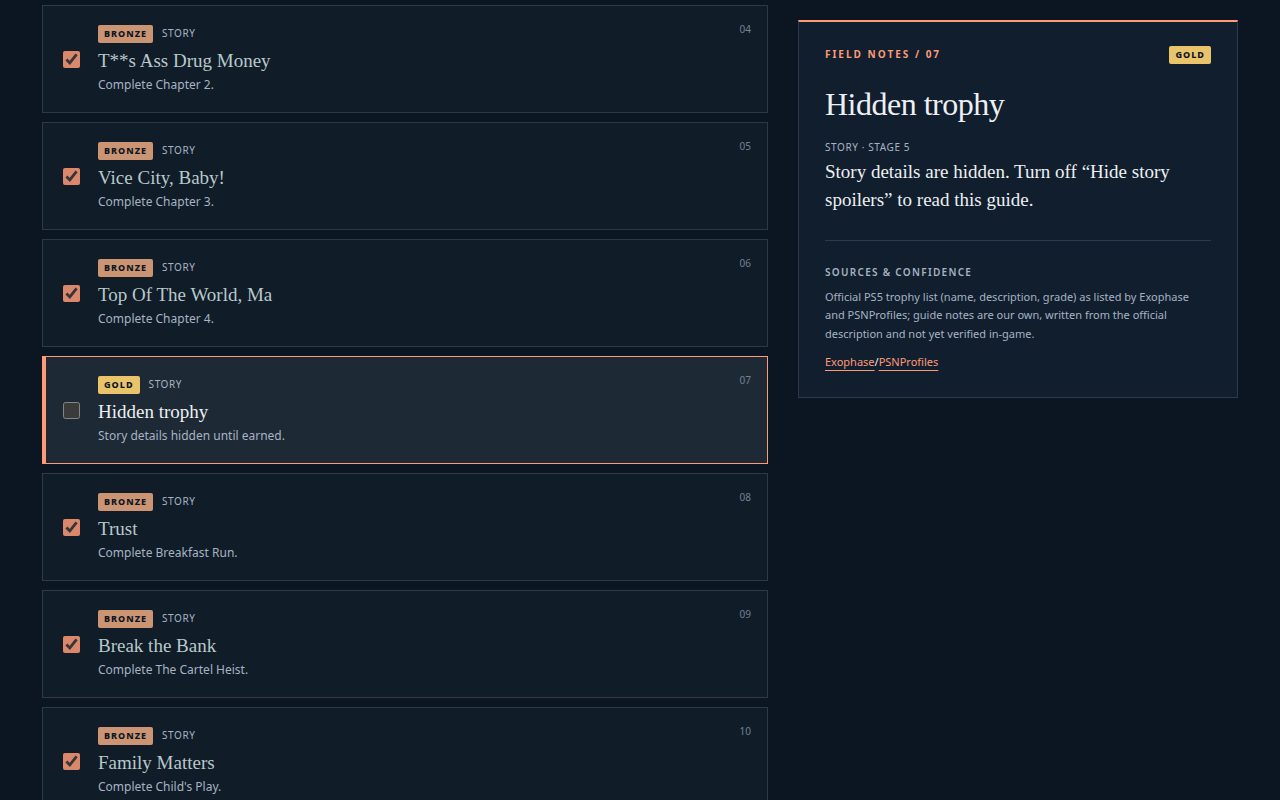 BRONZE STORY 04
T**s Ass Drug Money
Complete Chapter 2.
BRONZE STORY 05
Vice City, Baby!
Complete Chapter 3.
BRONZE STORY 06
Top Of The World, Ma
Complete Chapter 4.
GOLD STORY 07
Hidden trophy
Story details hidden until earned.
BRONZE STORY 08
Trust
Complete Breakfast Run.
BRONZE STORY 09
Break the Bank
Complete The Cartel Heist.
BRONZE STORY 10
Family Matters
Complete Child's Play.
FIELD NOTES / 07 GOLD
Hidden trophy
STORY · STAGE 5
Story details are hidden. Turn off “Hide story
spoilers” to read this guide.
SOURCES & CONFIDENCE
Official PS5 trophy list (name, description, grade) as listed by Exophase
and PSNProfiles; guide notes are our own, written from the official
description and not yet verified in-game.
Exophase/PSNProfiles